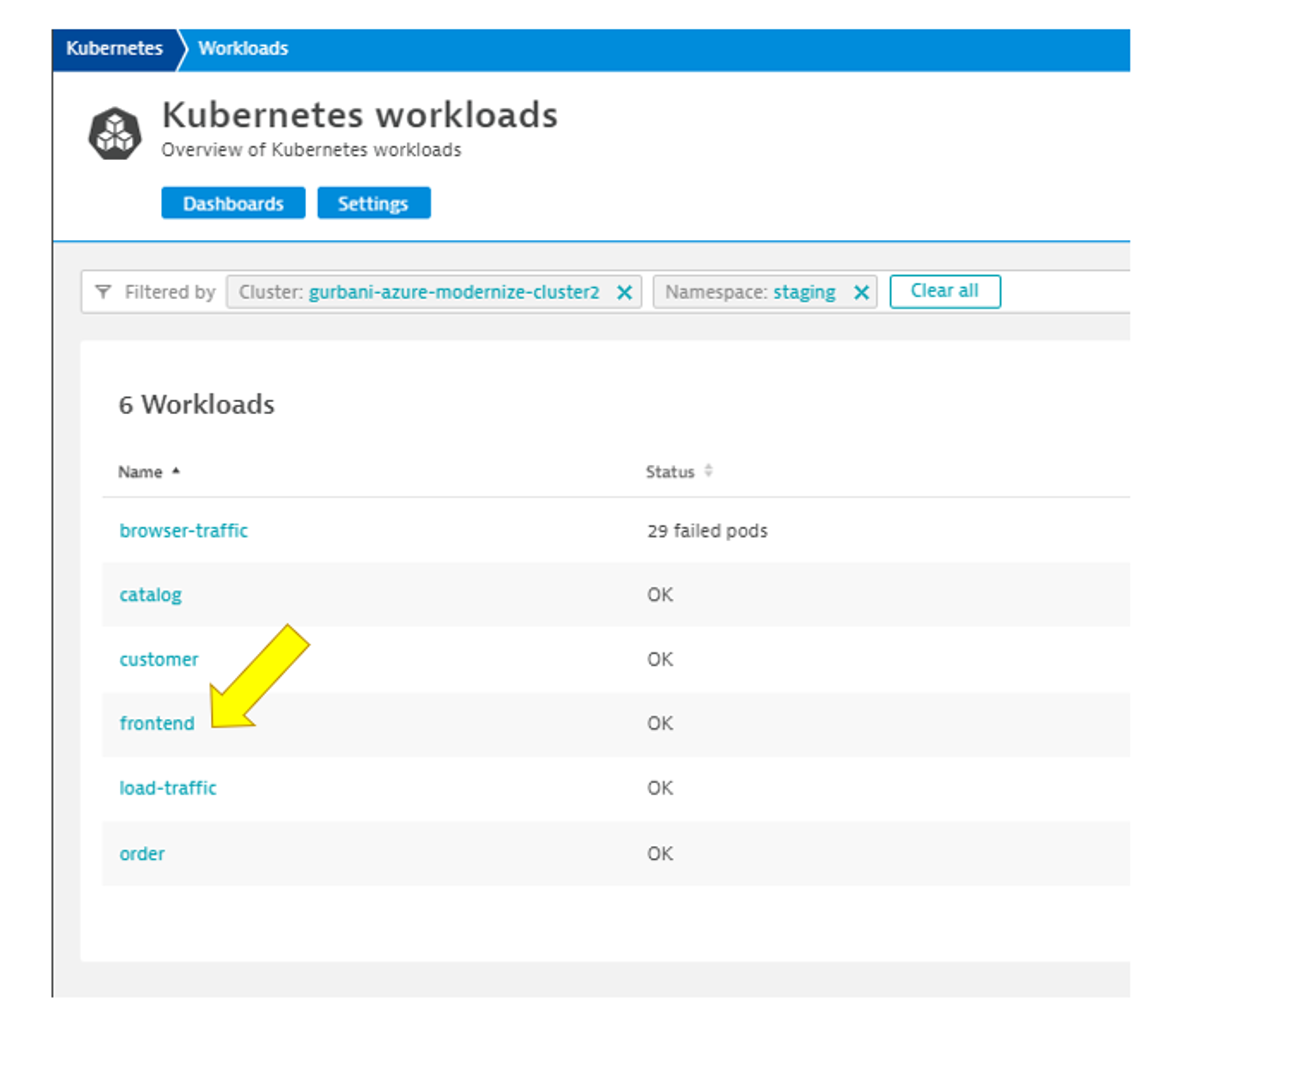 Kubernetes Workloads
Kubernetes workloads
Overview of Kubernetes workloads
Dashboards Settings
Filtered by Cluster: gurbani-azure-modernize-cluster2 Namespace: staging Clear all
6 Workloads
Name Status
browser-traffic 29 failed pods
catalog OK
customer OK
frontend OK
load-traffic OK
order OK